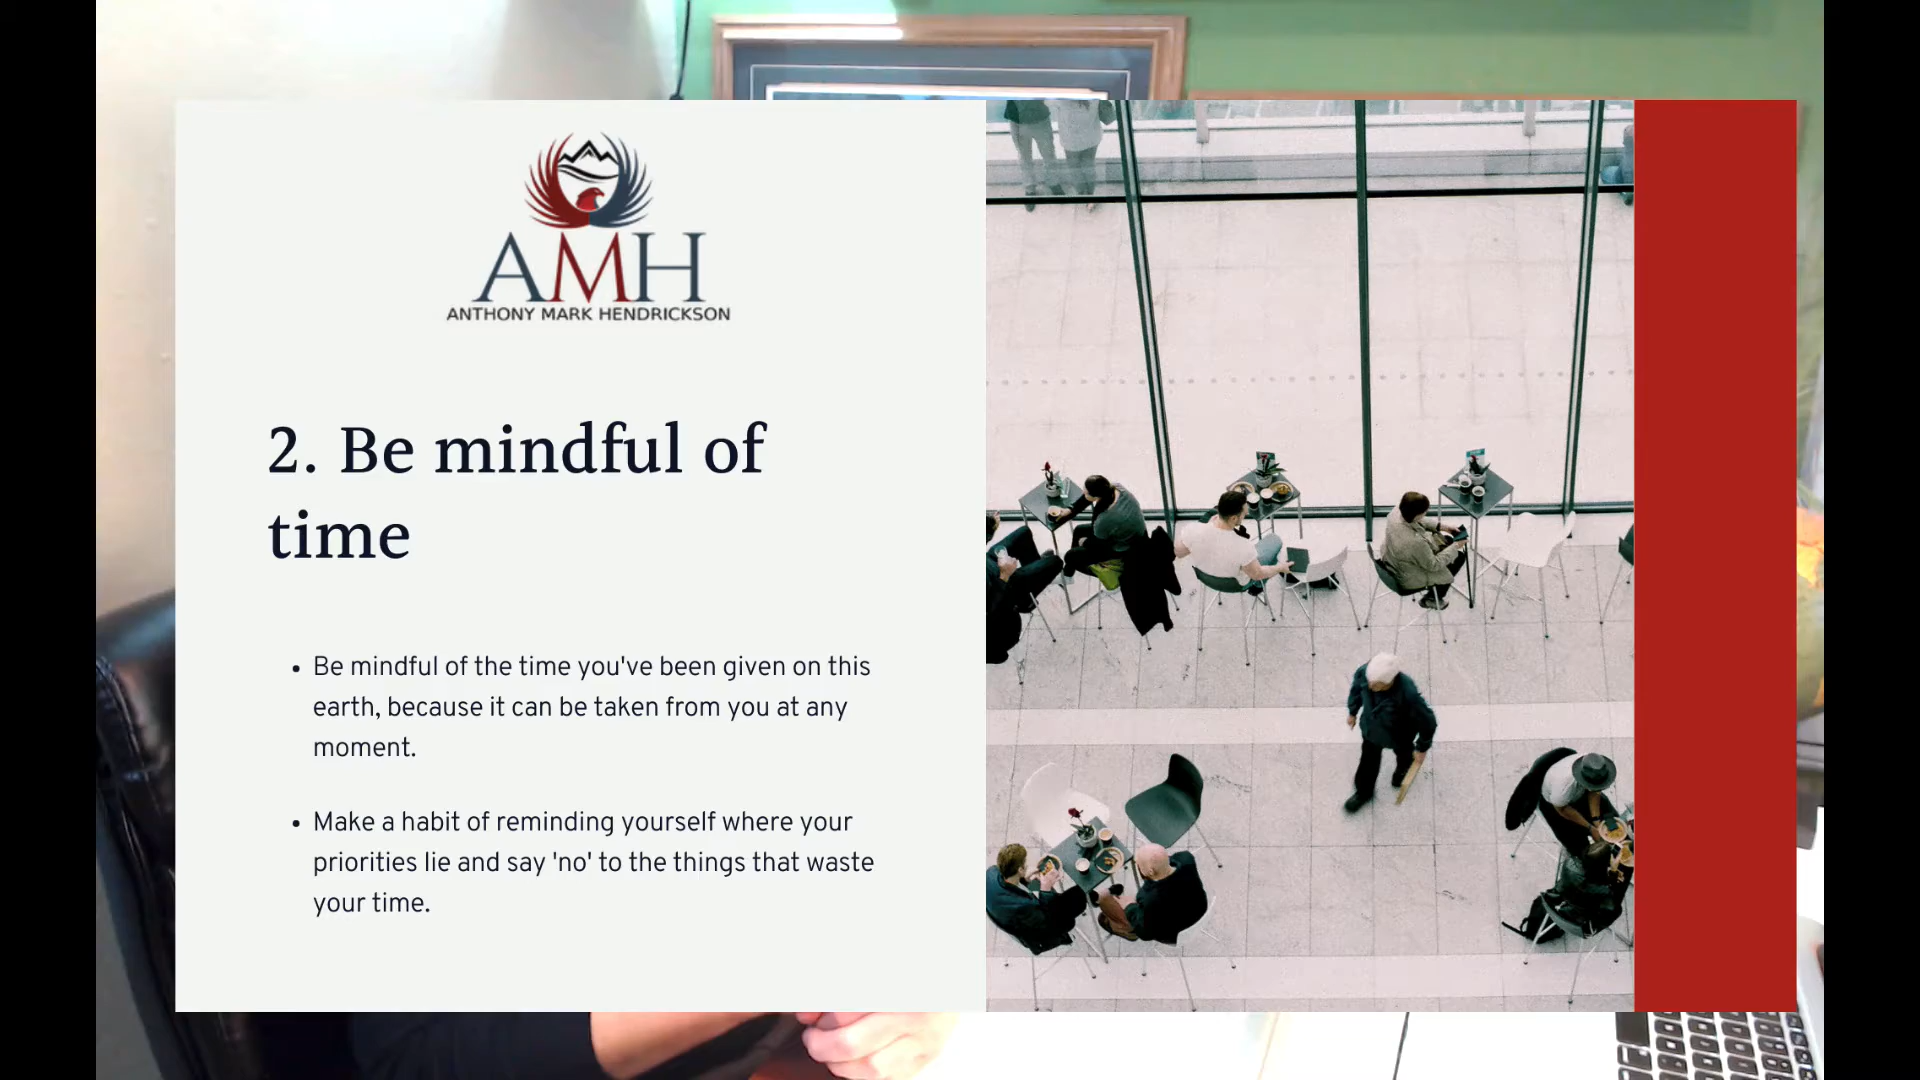 AMH
ANTHONY MARK HENDRICKSON
2. Be mindful of
time
• Be mindful of the time you've been given on this
earth, because it can be taken from you at any
moment.
• Make a habit of reminding yourself where your
priorities lie and say 'no' to the things that waste
your time.